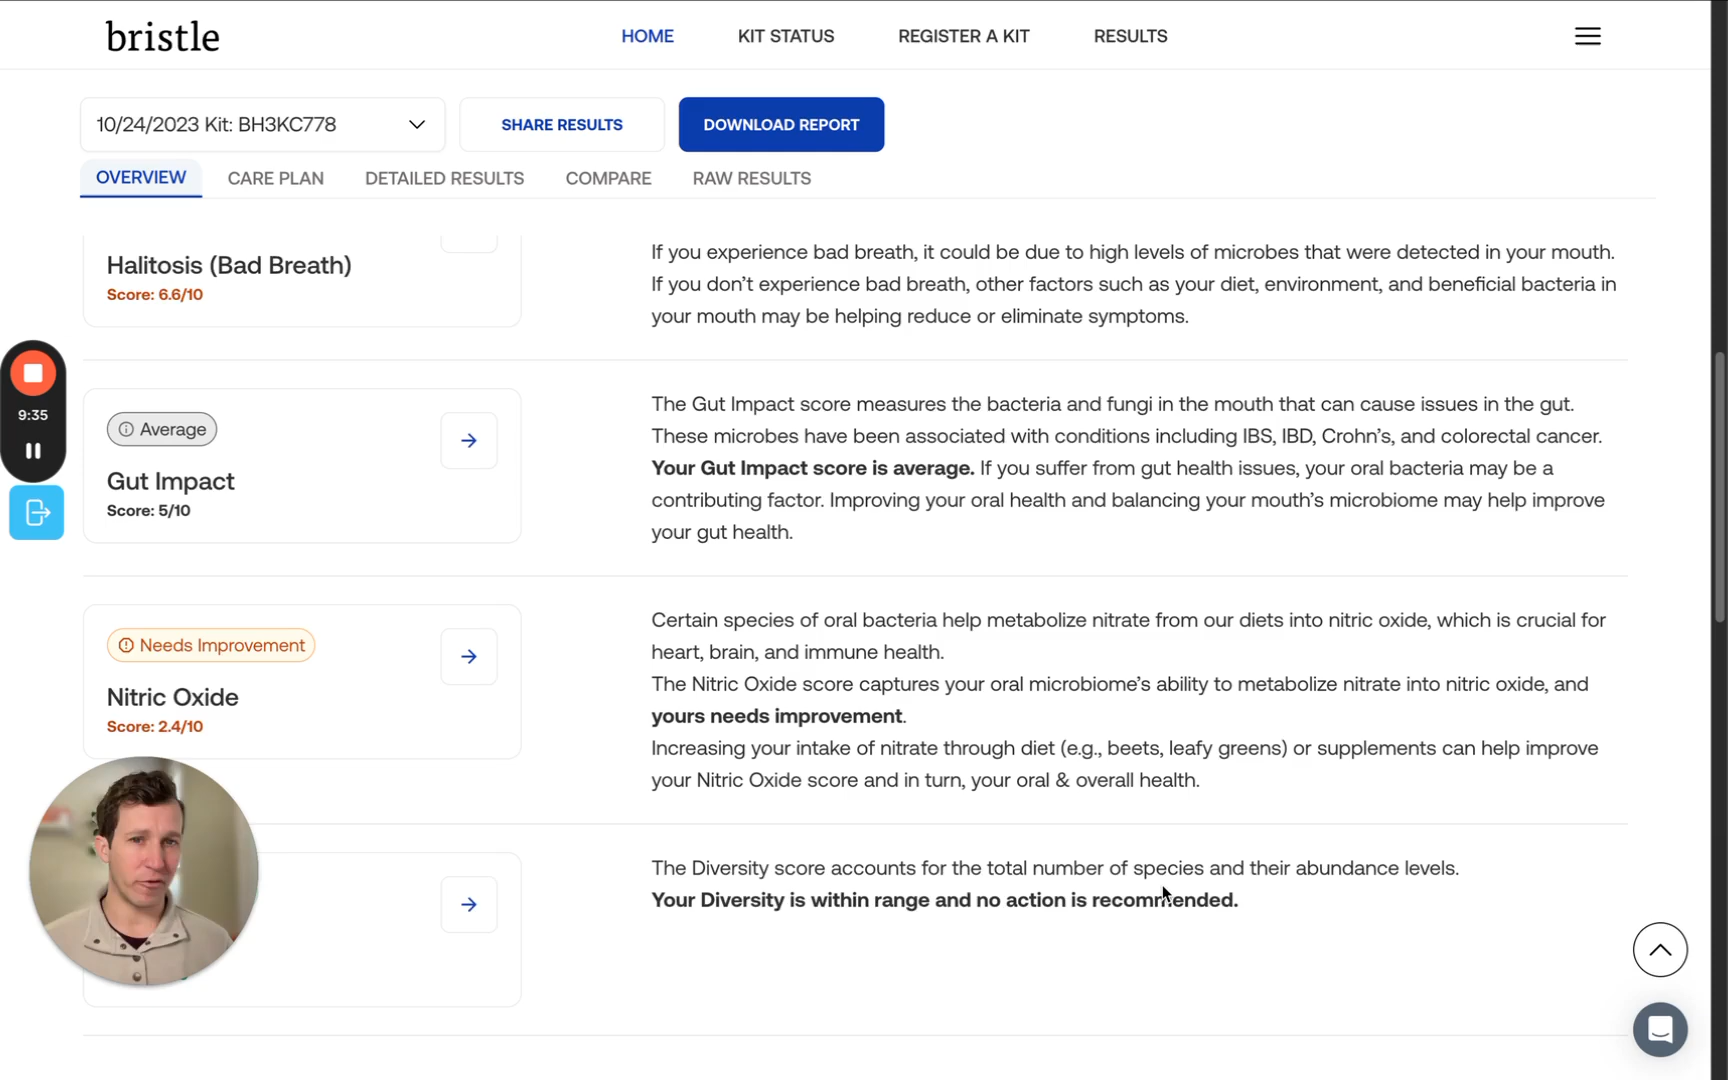 bristle
HOME
KIT STATUS
REGISTER A KIT
RESULTS
10/24/2023 Kit: BH3KC778
SHARE RESULTS
DOWNLOAD REPORT
OVERVIEW
CARE PLAN
DETAILED RESULTS
COMPARE
RAW RESULTS
Halitosis (Bad Breath)
Score: 6.6/10
If you experience bad breath, it could be due to high levels of microbes that were detected in your mouth.
If you don’t experience bad breath, other factors such as your diet, environment, and beneficial bacteria in
your mouth may be helping reduce or eliminate symptoms.
9:35
Average
Gut Impact
Score: 5/10
The Gut Impact score measures the bacteria and fungi in the mouth that can cause issues in the gut.
These microbes have been associated with conditions including IBS, IBD, Crohn’s, and colorectal cancer.
Your Gut Impact score is average. If you suffer from gut health issues, your oral bacteria may be a
contributing factor. Improving your oral health and balancing your mouth’s microbiome may help improve
your gut health.
Needs Improvement
Nitric Oxide
Score: 2.4/10
Certain species of oral bacteria help metabolize nitrate from our diets into nitric oxide, which is crucial for
heart, brain, and immune health.
The Nitric Oxide score captures your oral microbiome’s ability to metabolize nitrate into nitric oxide, and
yours needs improvement.
Increasing your intake of nitrate through diet (e.g., beets, leafy greens) or supplements can help improve
your Nitric Oxide score and in turn, your oral & overall health.
The Diversity score accounts for the total number of species and their abundance levels.
Your Diversity is within range and no action is recommended.